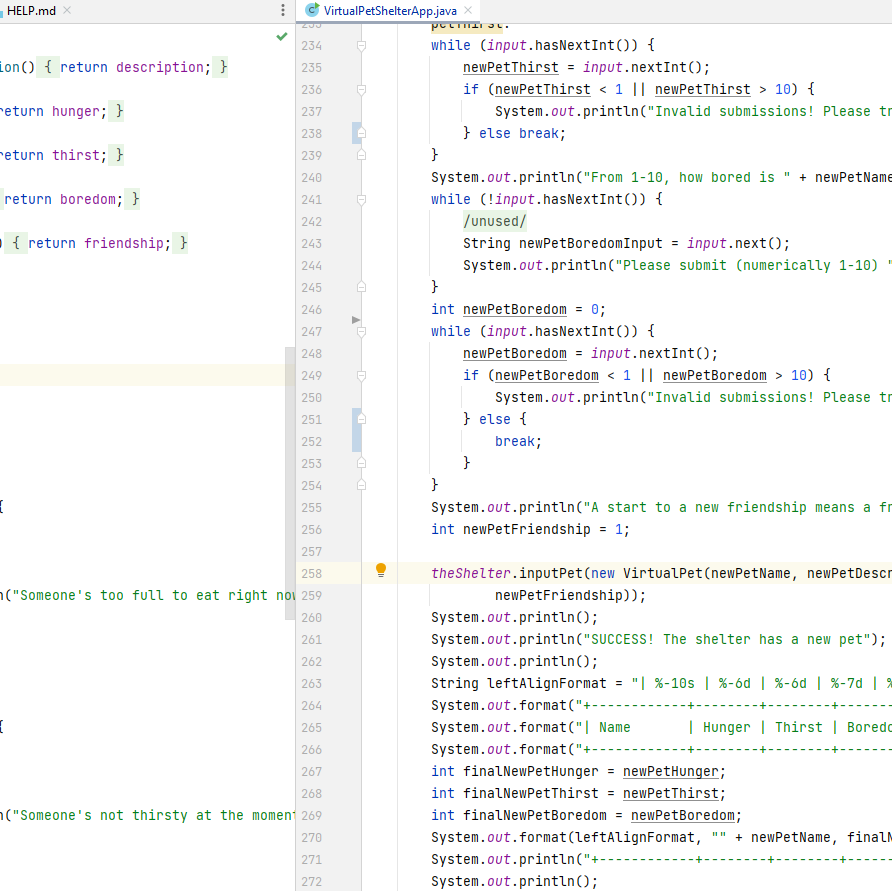 HELP.md
VirtualPetShelterApp.java
ion() { return description; }
return hunger; }
return thirst; }
return boredom; }
) { return friendship; }
{
n("Someone's too full to eat right now
{
n("Someone's not thirsty at the moment
234 while (input.hasNextInt()) {
235 newPetThirst = input.nextInt();
236 if (newPetThirst < 1 || newPetThirst > 10) {
237 System.out.println("Invalid submissions! Please tr
238 } else break;
239 }
240 System.out.println("From 1-10, how bored is " + newPetName
241 while (!input.hasNextInt()) {
242 /unused/
243 String newPetBoredomInput = input.next();
244 System.out.println("Please submit (numerically 1-10) "
245 }
246 int newPetBoredom = 0;
247 while (input.hasNextInt()) {
248 newPetBoredom = input.nextInt();
249 if (newPetBoredom < 1 || newPetBoredom > 10) {
250 System.out.println("Invalid submissions! Please tr
251 } else {
252 break;
253 }
254 }
255 System.out.println("A start to a new friendship means a fr
256 int newPetFriendship = 1;
257
258 theShelter.inputPet(new VirtualPet(newPetName, newPetDescr
259 newPetFriendship));
260 System.out.println();
261 System.out.println("SUCCESS! The shelter has a new pet");
262 System.out.println();
263 String leftAlignFormat = "| %-10s | %-6d | %-6d | %-7d | %
264 System.out.format("+------------+--------+--------+-------
265 System.out.format("| Name       | Hunger | Thirst | Boredo
266 System.out.format("+------------+--------+--------+-------
267 int finalNewPetHunger = newPetHunger;
268 int finalNewPetThirst = newPetThirst;
269 int finalNewPetBoredom = newPetBoredom;
270 System.out.format(leftAlignFormat, "" + newPetName, finalN
271 System.out.println("+------------+--------+--------+------
272 System.out.println();